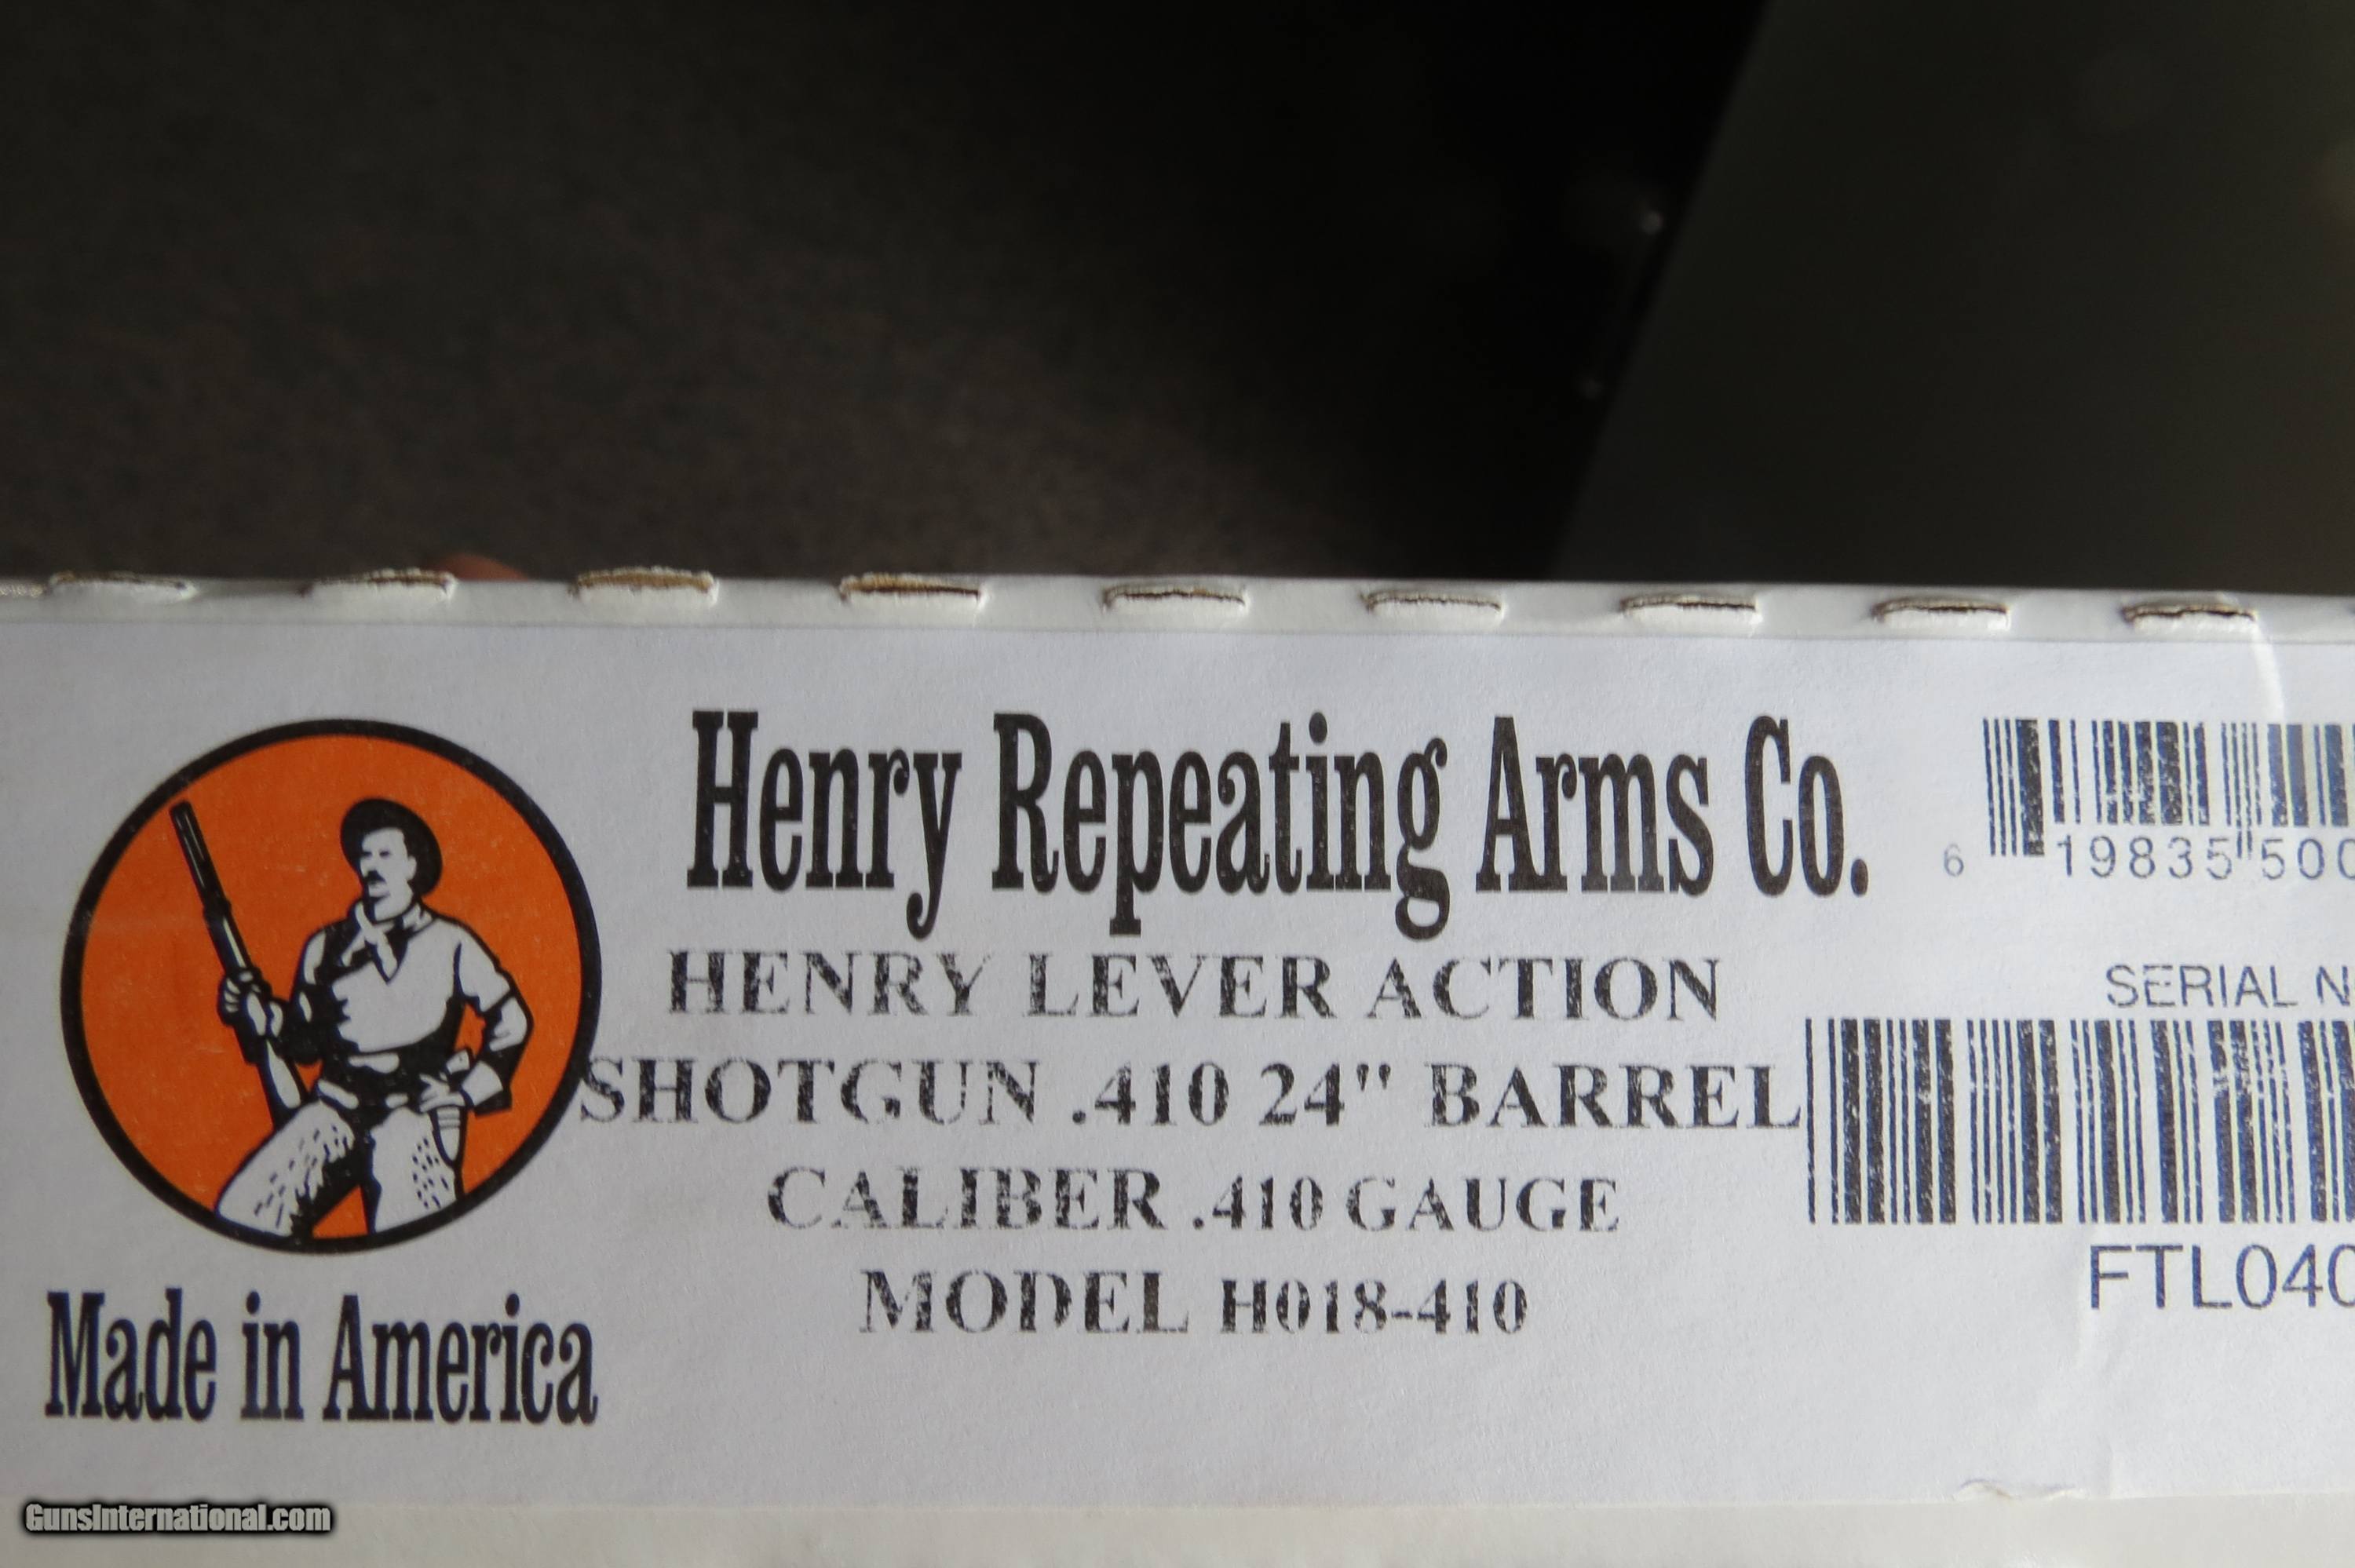 Henry Repeating Arms Co.
HENRY LEVER ACTION
SHOTGUN .410 24" BARREL
CALIBER .410 GAUGE
MODEL H018-410
Made in America
6 19835 500
SERIAL N
FTL040
GunsInternational.com